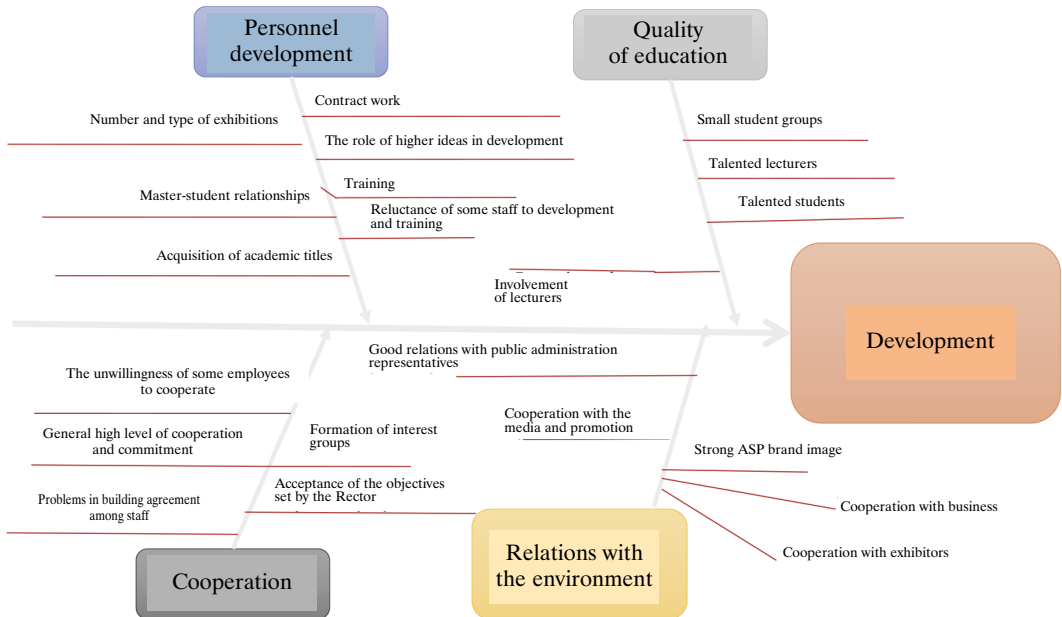 Personnel
development
Quality
of education
Contract work
Number and type of exhibitions
Small student groups
The role of higher ideas in development
Talented lecturers
Training
Master-student relationships
Talented students
Reluctance of some staff to development
and training
Acquisition of academic titles
Involvement
of lecturers
Development
Good relations with public administration
representatives
The unwillingness of some employees
to cooperate
Cooperation with the
media and promotion
General high level of cooperation
and commitment
Formation of interest
groups
Strong ASP brand image
Acceptance of the objectives
set by the Rector
Problems in building agreement
among staff
Cooperation with business
Cooperation with exhibitors
Cooperation
Relations with
the environment